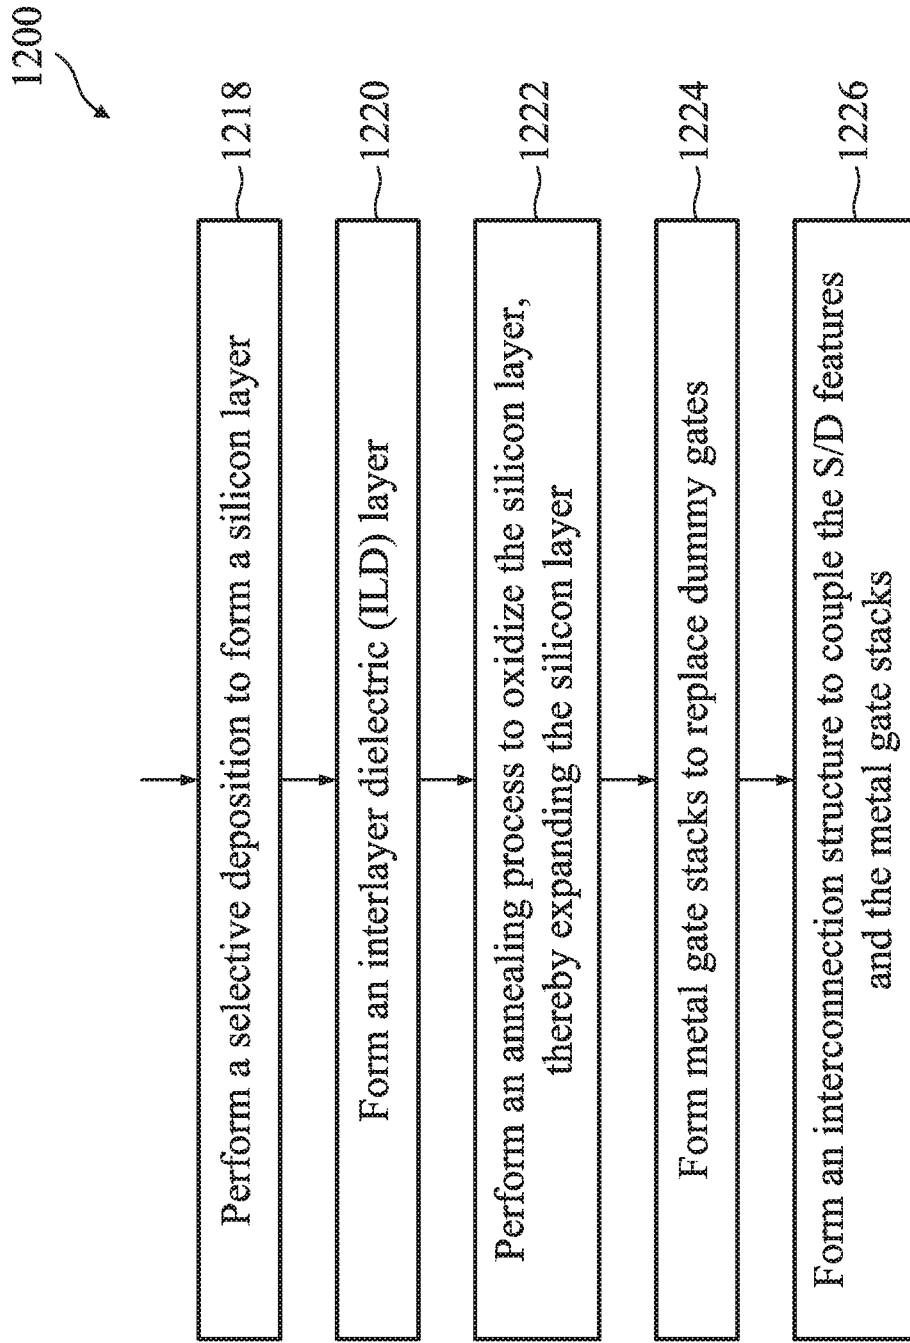 1200
Perform a selective deposition to form a silicon layer
1218
Form an interlayer dielectric (ILD) layer
1220
Perform an annealing process to oxidize the silicon layer,
thereby expanding the silicon layer
1222
Form metal gate stacks to replace dummy gates
1224
Form an interconnection structure to couple the S/D features
and the metal gate stacks
1226